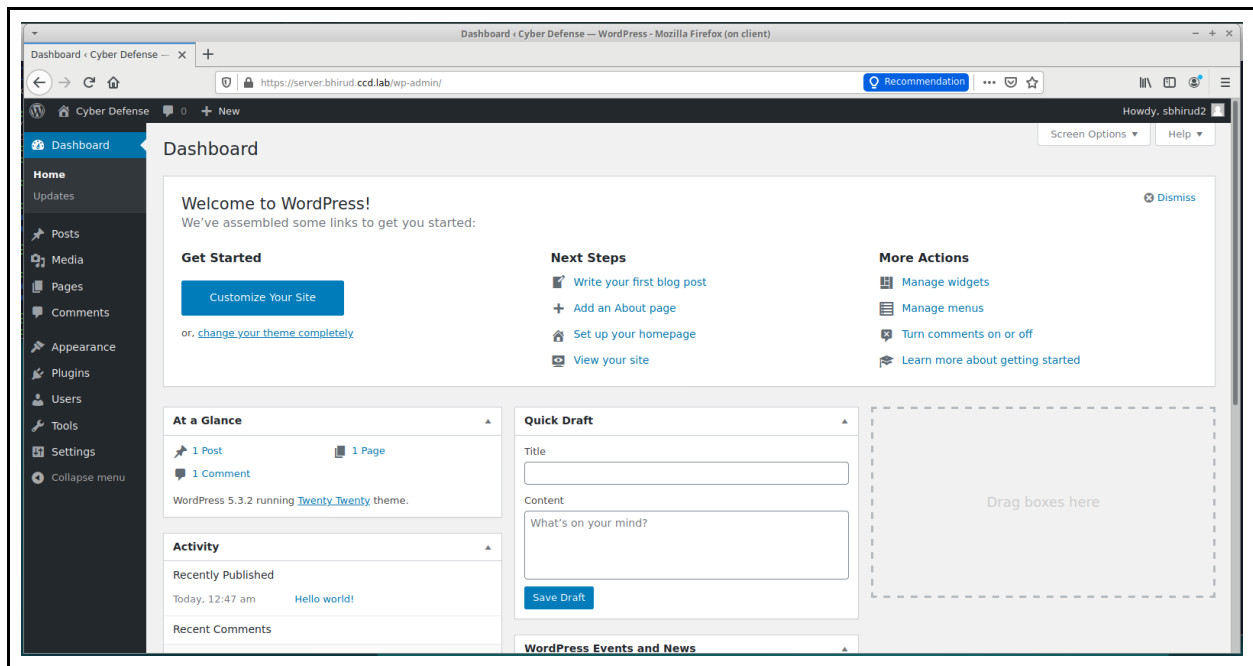 Dashboard ‹ Cyber Defense — WordPress - Mozilla Firefox (on client)
Dashboard ‹ Cyber Defense —
https://server.bhirud.ccd.lab/wp-admin/
Recommendation
Cyber Defense 0 New
Howdy, sbhirud2
Screen Options
Help
Dashboard
Home
Updates
Posts
Media
Pages
Comments
Appearance
Plugins
Users
Tools
Settings
Collapse menu
Dashboard
Welcome to WordPress!
Dismiss
We've assembled some links to get you started:
Get Started
Customize Your Site
or, change your theme completely
Next Steps
Write your first blog post
Add an About page
Set up your homepage
View your site
More Actions
Manage widgets
Manage menus
Turn comments on or off
Learn more about getting started
At a Glance
1 Post
1 Page
1 Comment
WordPress 5.3.2 running Twenty Twenty theme.
Activity
Recently Published
Today, 12:47 am Hello world!
Recent Comments
Quick Draft
Title
Content
What's on your mind?
Save Draft
WordPress Events and News
Drag boxes here